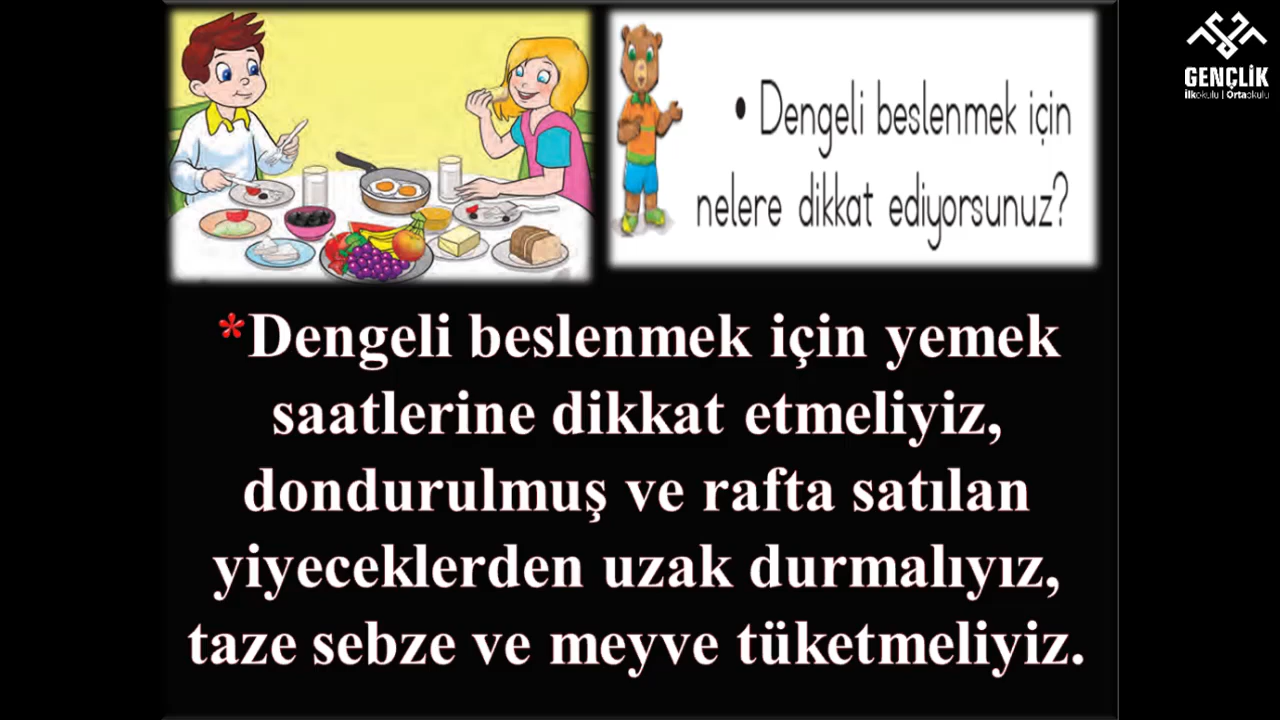 • Dengeli beslenmek için
nelere dikkat ediyorsunuz?
GENÇLİK
İlkokulu | Ortaokulu
*Dengeli beslenmek için yemek
saatlerine dikkat etmeliyiz,
dondurulmuş ve rafta satılan
yiyeceklerden uzak durmalıyız,
taze sebze ve meyve tüketmeliyiz.